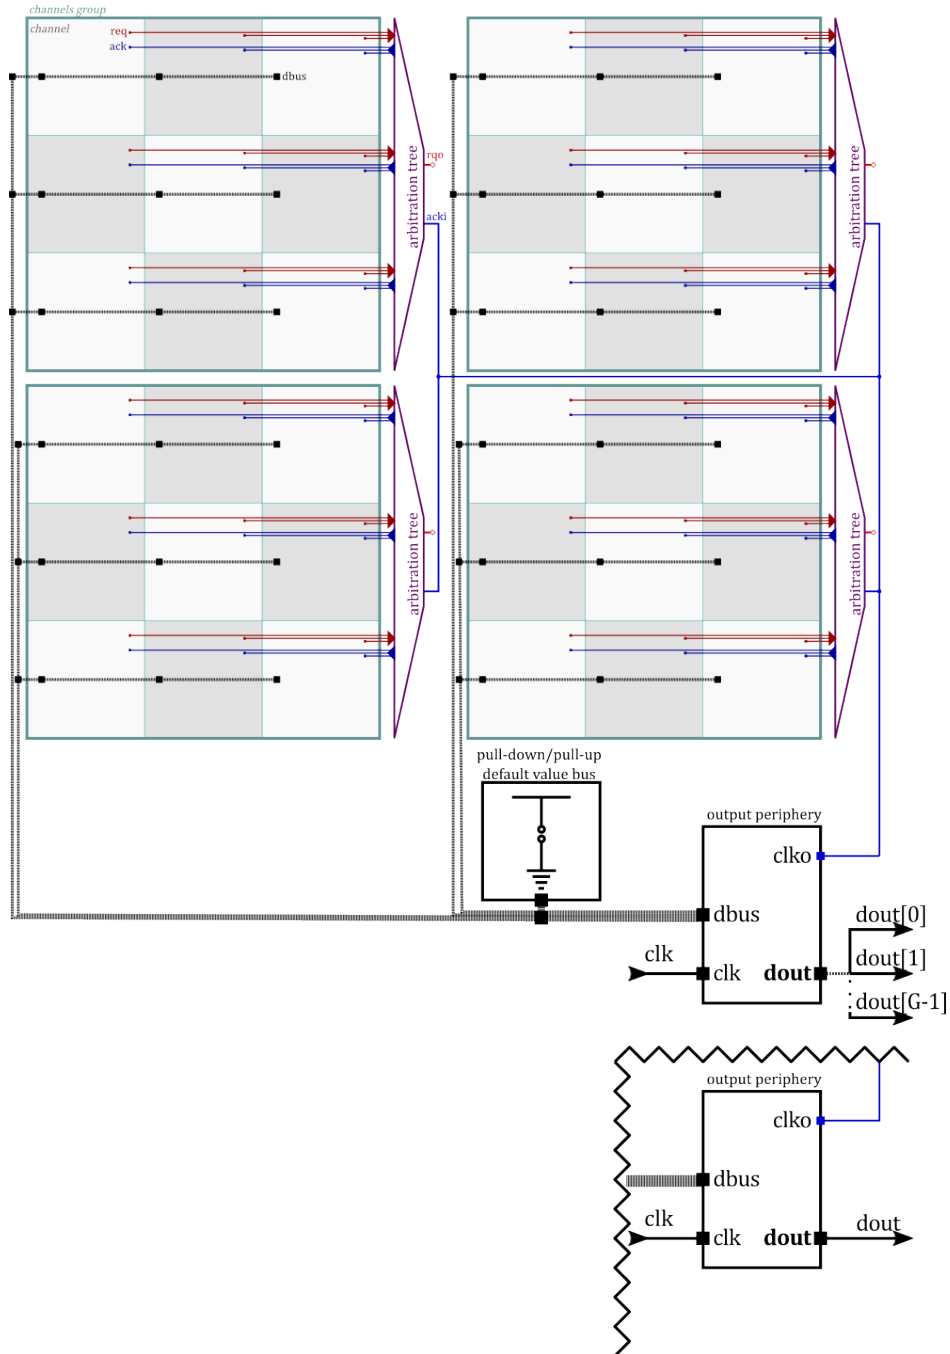 channels group
channel
req
ack
dbus
arbitration tree
rqo
acki
arbitration tree
arbitration tree
arbitration tree
pull-down/pull-up
default value bus
output periphery
clko
dbus
clk
clk
dout
dout[0]
dout[1]
dout[G-1]
output periphery
clko
dbus
clk
clk
dout
dout